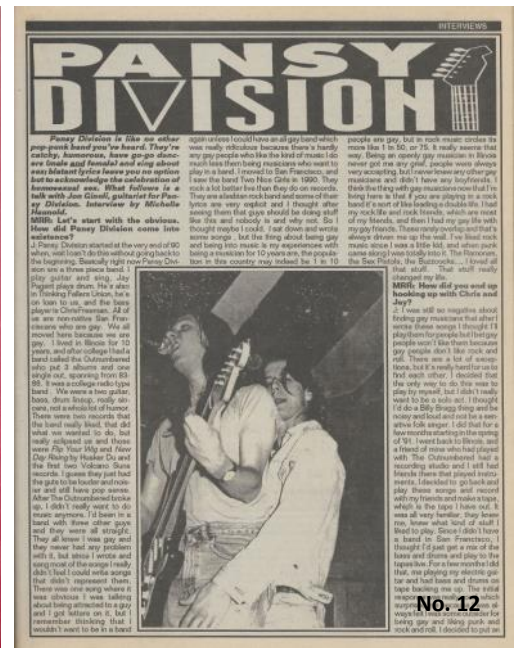 INTERVIEWS
PANSY
DIVISION
Pansy Division is like no other
pop-punk band you've heard. They're
catchy, humorous, have go-go danc-
ers (male and female) and sing about
sex; blatant lyrics leave you no option
but to acknowledge the celebration of
homosexual sex. What follows is a
talk with Jon Ginoli, guitarist for Pan-
sy Division. Interview by Michelle
MRR: Let's start with the obvious.
How did Pansy Division come into
existence?
J: Pansy Division started at the very end of 90
when, wait I can't do this without going back to
the beginning. Basically right now Pansy Divi-
sion are a three piece band. I
play guitar and sing, Jay
Pagent plays drum. He's also
in Thinking Fellers Union, he's
on loan to us, and the bass
player is Chris Freeman. All of
us are non-native San Fran-
ciscans who are gay. We all
moved here because we are
gay. I lived in Illinois for 10
years, and after college I had a
band called the Outnumbered
who put 3 albums and one
single out, spanning from 83-
88. It was a college radio type
band. We were a two guitar,
bass, drum lineup, really sin-
cere, not a whole lot of humor.
There were two records that
the band really liked, that did
what we wanted to do, but
really eclipsed us and those
were Flip Your Wig and New
Day Rising by Husker Du and
the first two Volcano Suns
records. I guess they just had
the guts to be louder and nois-
ier and still have pop sense.
After The Outnumbered broke
up, I didn't really want to do
music anymore. I'd been in a
band with three other guys
and they were all straight.
They all knew I was gay and
they never had any problem
with it, but since I wrote and
sang most of the songs I really
didn't feel I could write songs
that didn't represent them.
There was one song where it
was obvious I was talking
about being attracted to a guy
and I got letters on it, but I
remember thinking that I
wouldn't want to be in a band
again unless I could have an all gay band which
was really ridiculous because there's hardly
any gay people who like the kind of music I do
much less them being musicians who want to
play in a band. I moved to San Francisco, and
I saw the band Two Nice Girls in 1990. They
rock a lot better live than they do on records.
They are a lesbian rock band and some of their
lyrics are very explicit and I thought after
seeing them that guys should be doing stuff
like this and nobody is and why not. So I
thought maybe I could. I sat down and wrote
some songs, but the thing about being gay
and being into music is my experiences with
being a musician for 10 years are, the popula-
tion in this country may indeed be 1 in 10
people are gay, but in rock music circles its
more like 1 to 50, or 75. It really seems that
way. Being an openly gay musician in Illinois
never got me any grief, people were always
very accepting, but I never knew any other gay
musicians and didn't have any boyfriends. I
think the thing with gay musicians now that I'm
living here is that if you are playing in a rock
band it's sort of like leading a double life. I had
my rock life and rock friends, which are most
of my friends, and then I had my gay life with
my gay friends. These rarely overlap and that's
always driven me up the wall. I've liked rock
music since I was a little kid, and when punk
came along I was totally into it. The Ramones,
the Sex Pistols, the Buzzcocks... I loved all
that stuff. That stuff really
changed my life.
MRR: How did you end up
hooking up with Chris and
Jay?
J: I was still so negative about
finding gay musicians that after I
wrote these songs I thought I'll
play them for people but I bet gay
people won't like them because
gay people don't like rock and
roll. There are a lot of excep-
tions, but it's really hard for us to
find each other. I decided that
the only way to do this was to
play by myself, but I didn't really
want to be a solo act. I thought
I'd do a Billy Bragg thing and be
noisy and loud and not be a sen-
sitive folk singer. I did that for a
few months starting in the spring
of '91. I went back to Illinois, and
a friend of mine who had played
with The Outnumbered had a
recording studio and I still had
friends there that played instru-
ments. I decided to go back and
play these songs and record
with my friends and make a tape,
which is the tape I have out. It
was all very familiar, they knew
me, knew what kind of stuff I
liked to play. Since I didn't have
a band in San Francisco, I
thought I'd just get a mix of the
bass and drums and play to the
tapes live. For a few months I did
that, me playing my electric gui-
tar and had bass and drums on
tape backing me up. The initial
No. 12
being gay and liking punk and
rock and roll. I decided to put an